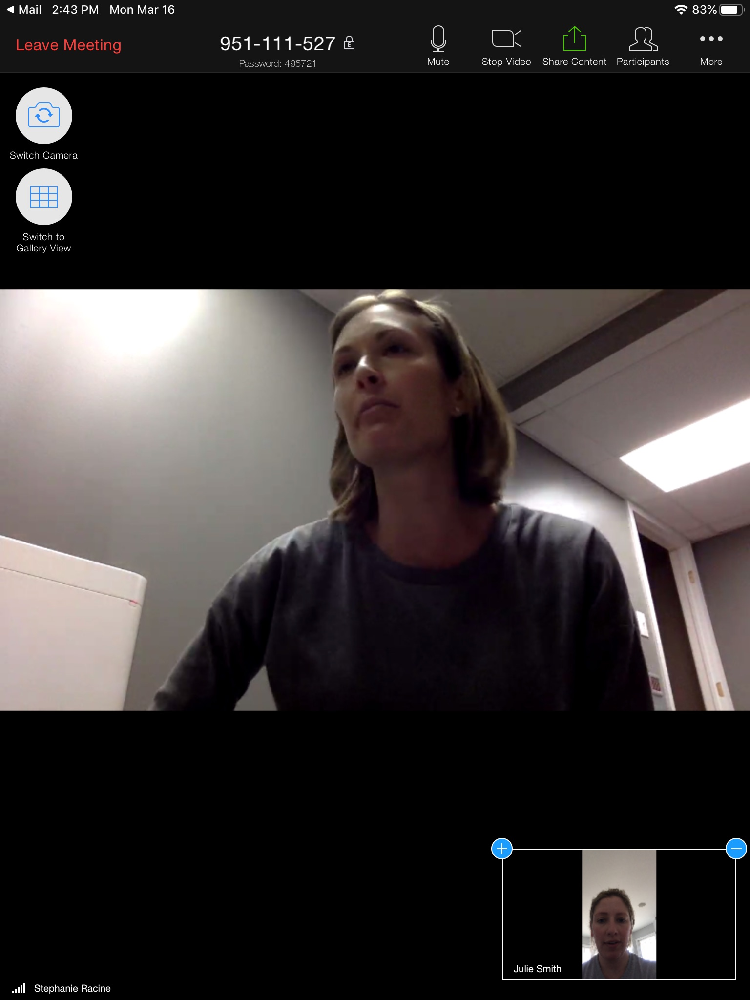 Mail 2:43 PM Mon Mar 16 83%
Leave Meeting
951-111-527
E
Password: 495721
Mute
Stop Video
Share Content
Participants
More
Switch Camera
Switch to
Gallery View
Julie Smith
Stephanie Racine